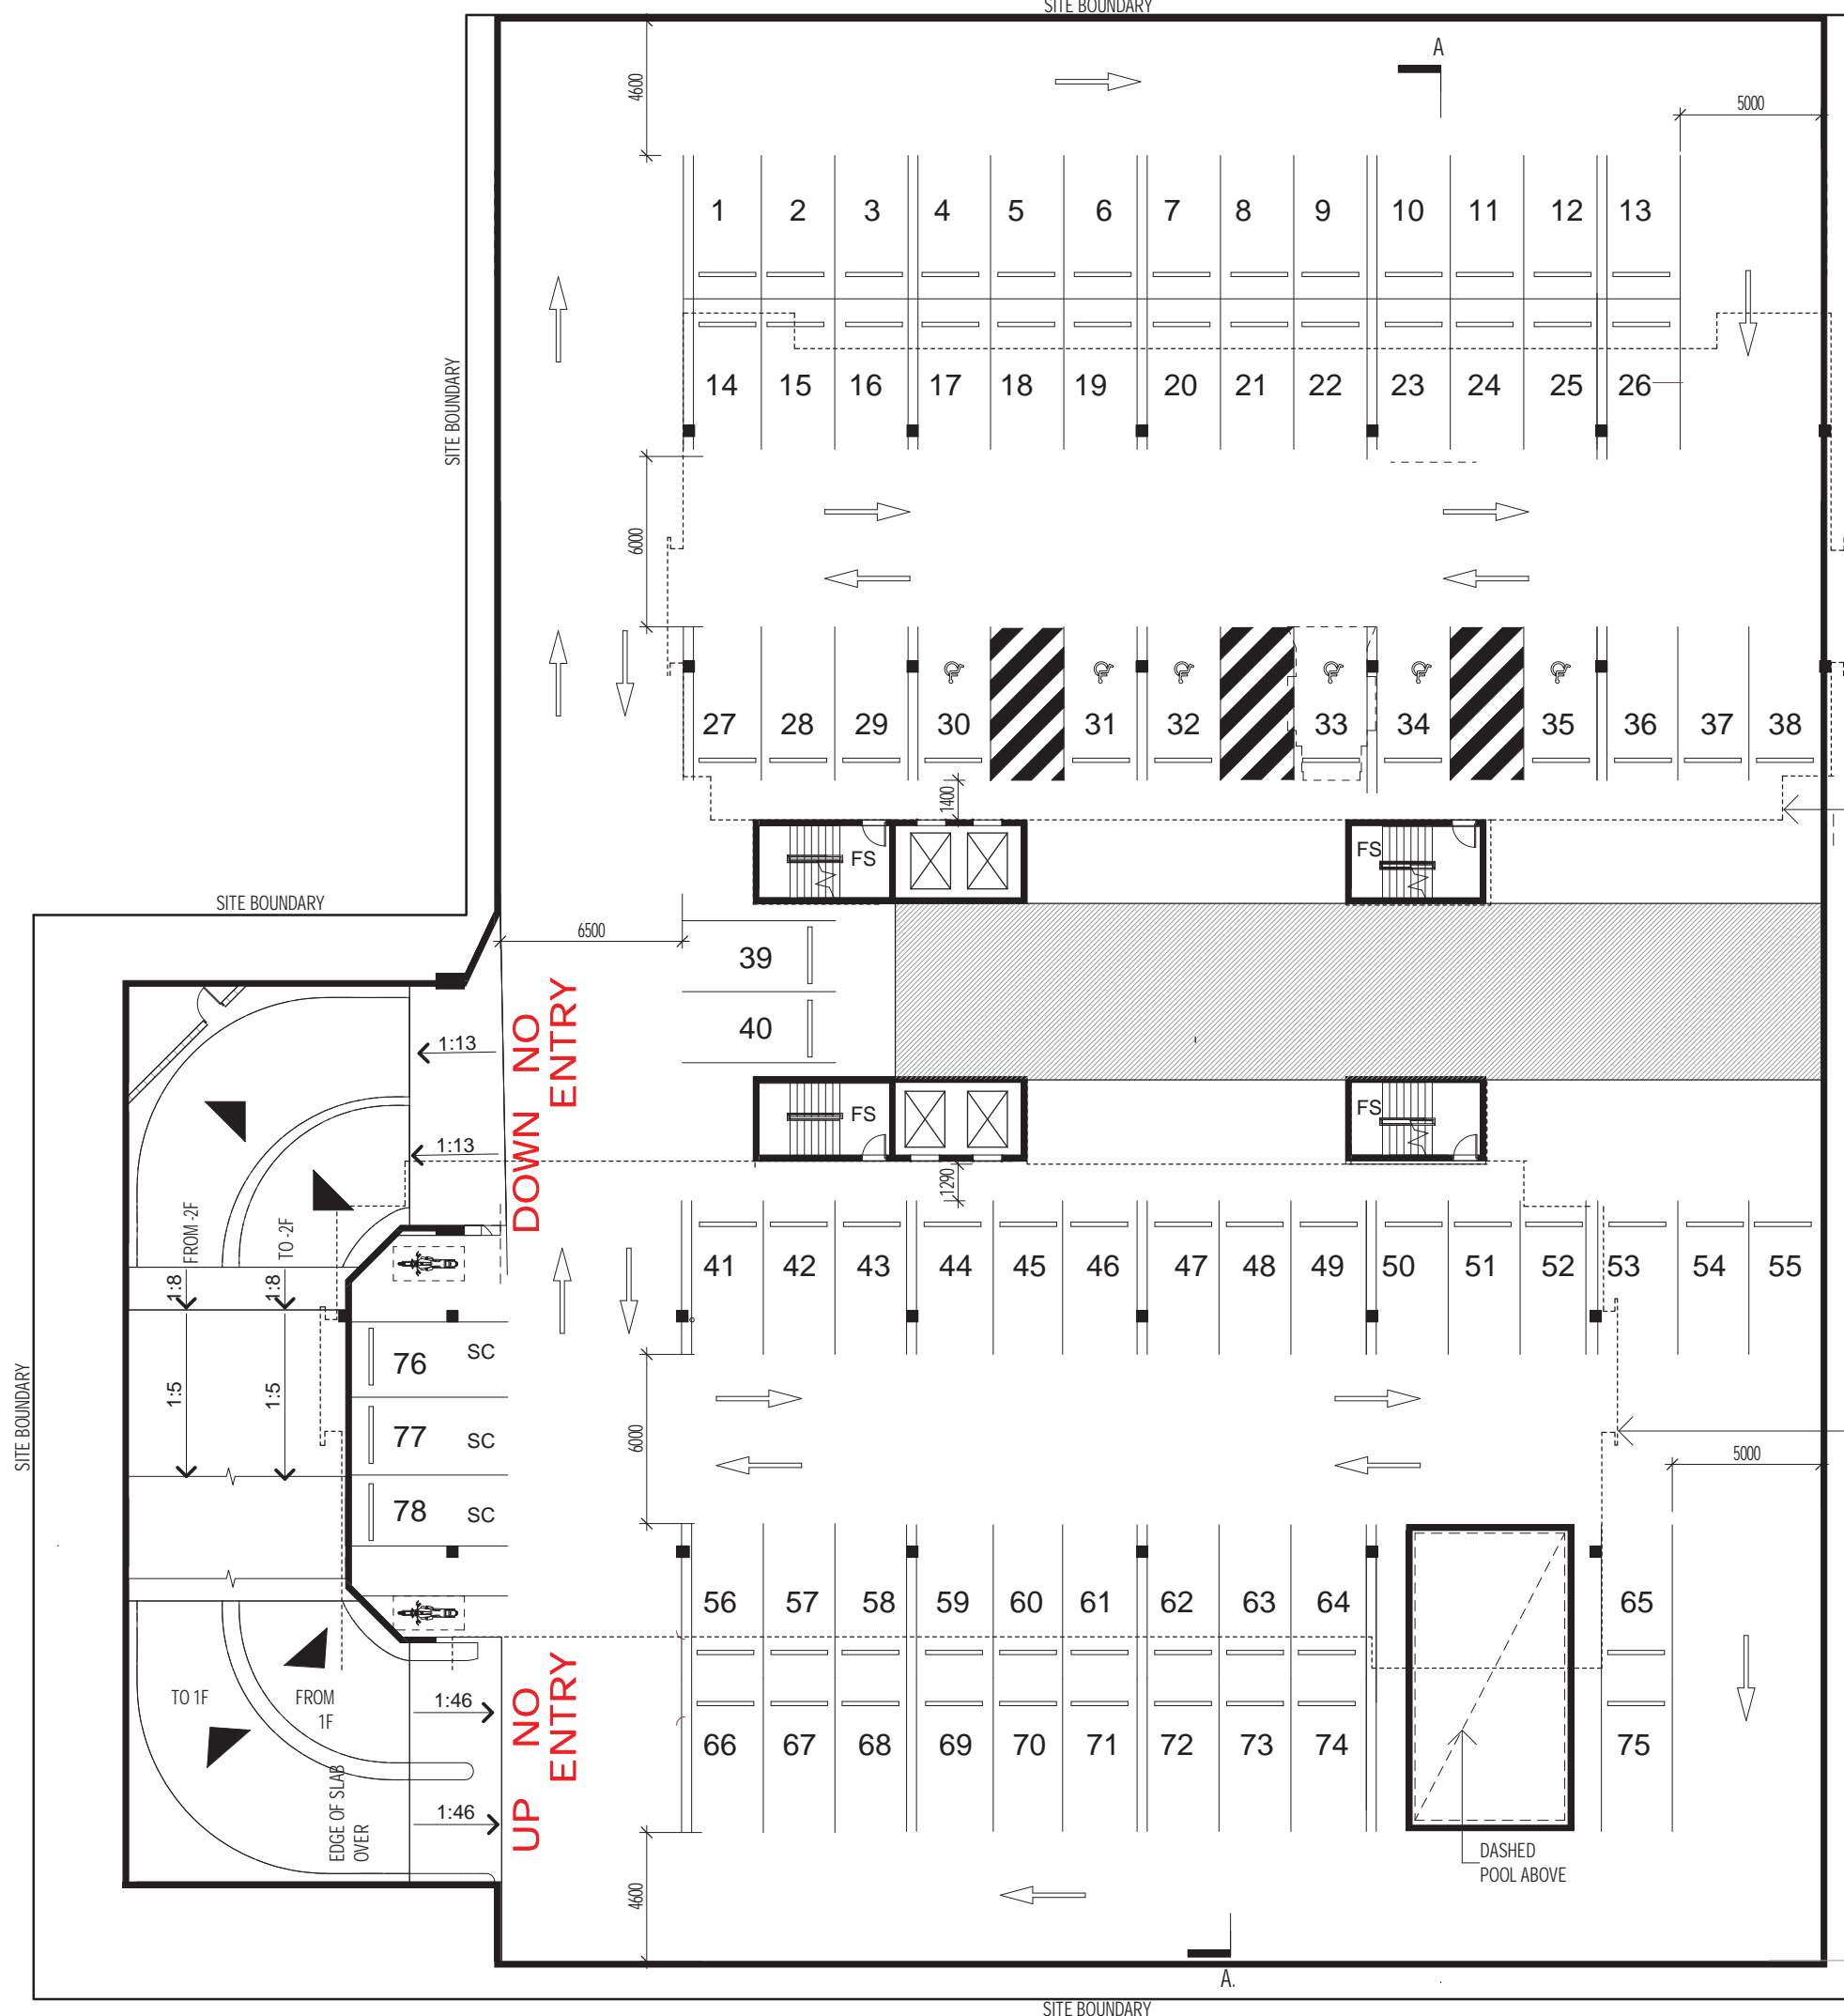 SITE BOUNDARY
A
4600
5000
1 2 3 4 5 6 7 8 9 10 11 12 13
14 15 16 17 18 19 20 21 22 23 24 25 26
SITE BOUNDARY
6000
27 28 29 30 31 32 33 34 35 36 37 38
1400
FS
FS
SITE BOUNDARY
6500
39
40
DOWN NO
ENTRY
1:13
1:13
FS
FS
1290
FROM -2F
TO -2F
1:8
1:8
41 42 43 44 45 46 47 48 49 50 51 52 53 54 55
1:5
1:5
76 SC
77 SC
78 SC
SITE BOUNDARY
6000
5000
56 57 58 59 60 61 62 63 64 65
66 67 68 69 70 71 72 73 74 75
TO 1F
FROM
1F
1:46
1:46
UP NO
ENTRY
EDGE OF SLAB
OVER
DASHED
POOL ABOVE
4600
A.
SITE BOUNDARY